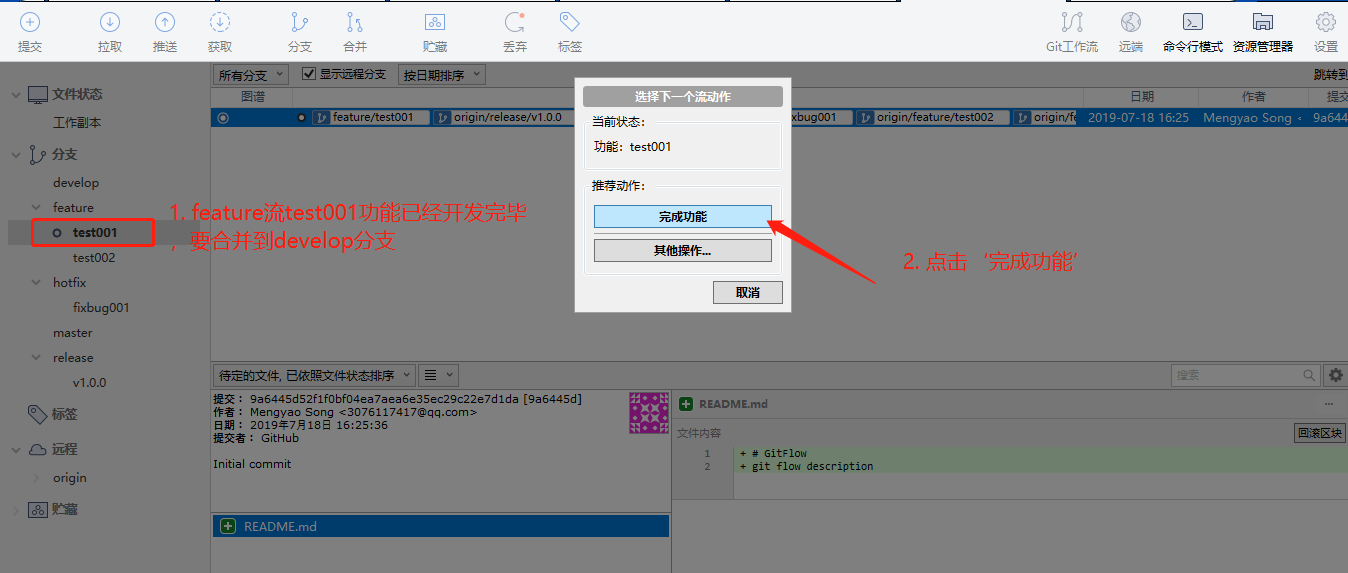 提交
拉取
推送
获取
分支
合并
贮藏
丢弃
标签
Git工作流
远端
命令行模式
资源管理器
设置
所有分支
显示远程分支
按日期排序
跳转到
图谱
日期
作者
提交
feature/test001
origin/release/v1.0.0
xbug001
origin/feature/test002
origin/fe
2019-07-18 16:25
Mengyao Song <
9a644
文件状态
工作副本
分支
develop
feature
test001
test002
hotfix
fixbug001
master
release
v1.0.0
标签
远程
origin
贮藏
1. feature流test001功能已经开发完毕
，要合并到develop分支
选择下一个流动作
当前状态:
功能: test001
推荐动作:
完成功能
其他操作...
取消
2. 点击‘完成功能’
待定的文件, 已依照文件状态排序
搜索
提交: 9a6445d52f1f0bf04ea7aea6e35ec29c22e7d1da [9a6445d]
作者: Mengyao Song <3076117417@qq.com>
日期: 2019年7月18日 16:25:36
提交者: GitHub
Initial commit
README.md
README.md
文件内容
回滚区块
1 + # GitFlow
2 + git flow description